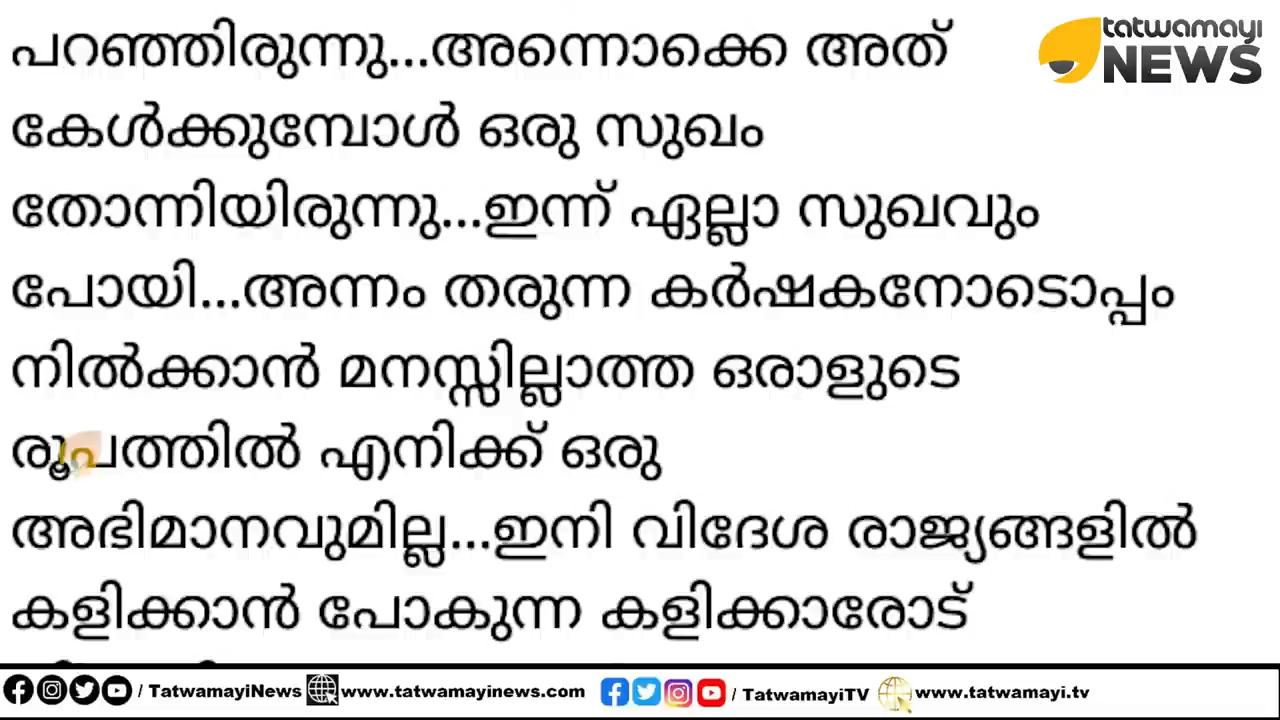 tatwamayi
NEWS
പറഞ്ഞിരുന്നു...അന്നൊക്കെ അത്
കേൾക്കുമ്പോൾ ഒരു സുഖം
തോന്നിയിരുന്നു...ഇന്ന് ഏല്ലാ സുഖവും
പോയി...അന്നം തരുന്ന കർഷകനോടൊപ്പം
നിൽക്കാൻ മനസ്സില്ലാത്ത ഒരാളുടെ
രൂപത്തിൽ എനിക്ക് ഒരു
അഭിമാനവുമില്ല...ഇനി വിദേശ രാജ്യങ്ങളിൽ
കളിക്കാൻ പോകുന്ന കളിക്കാരോട്
/ TatwamayiNews www.tatwamayinews.com / TatwamayiTV www.tatwamayi.tv